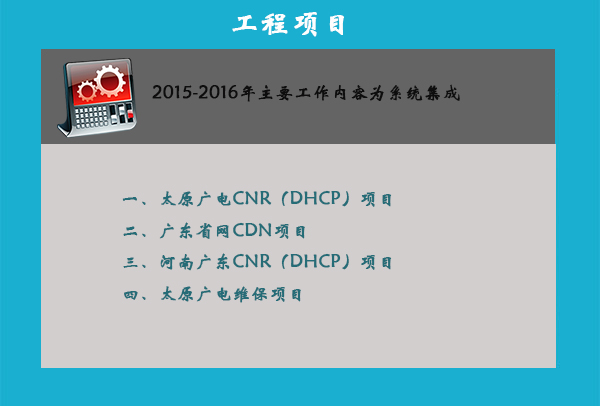 工程项目
2015-2016年主要工作内容为系统集成
一、太原广电CNR（DHCP）项目
二、广东省网CDN项目
三、河南广东CNR（DHCP）项目
四、太原广电维保项目